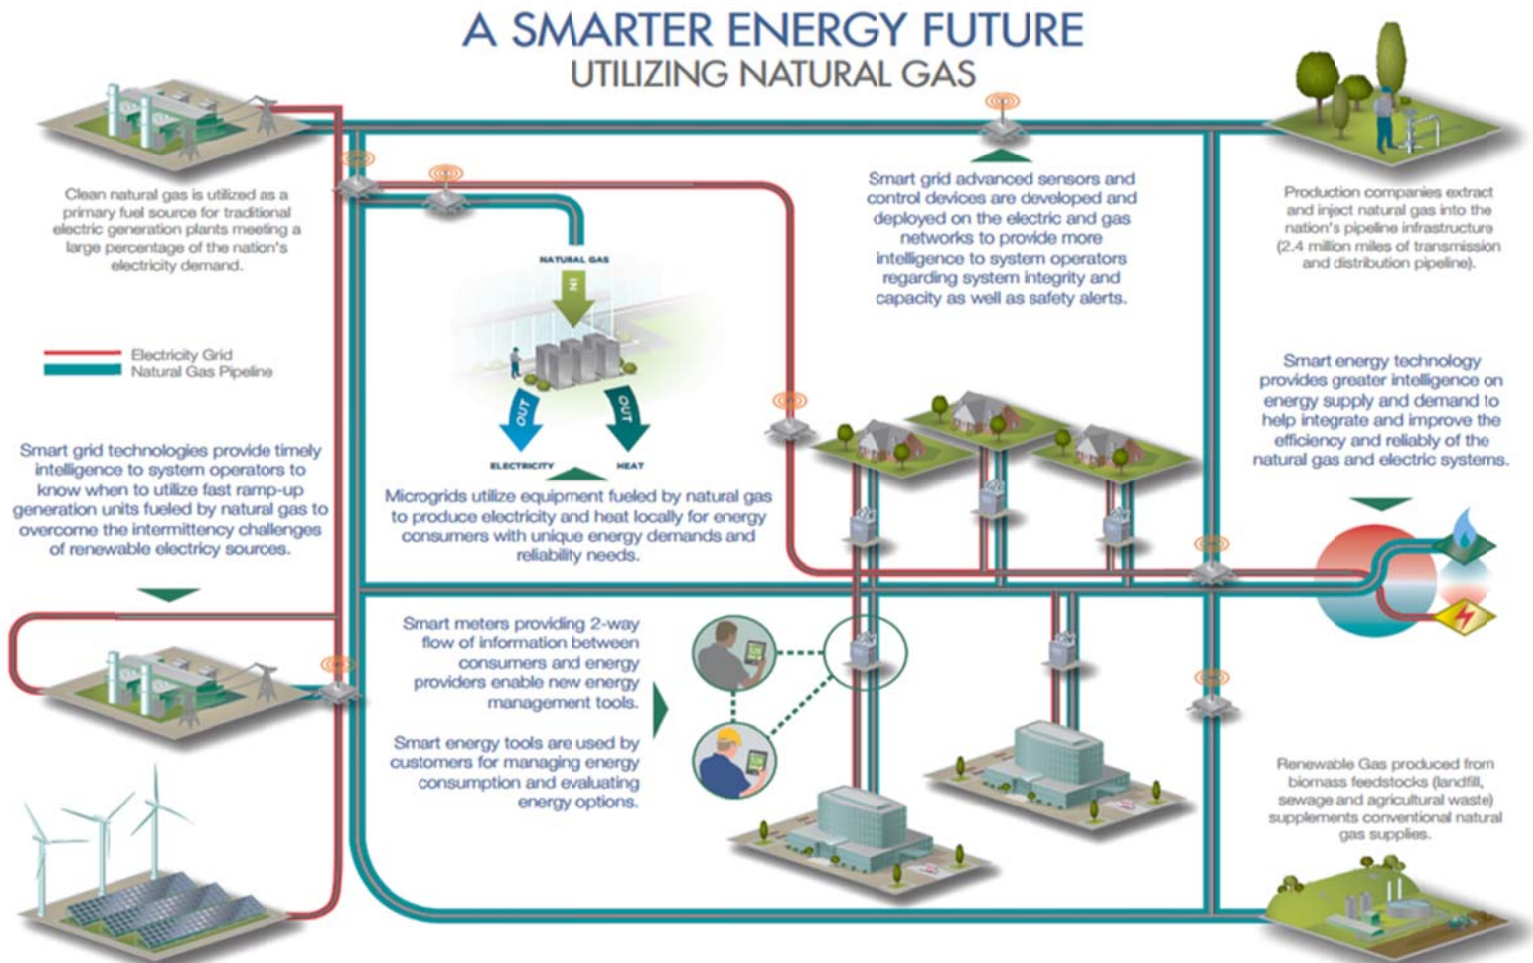 A SMARTER ENERGY FUTURE
UTILIZING NATURAL GAS
Clean natural gas is utilized as a
primary fuel source for traditional
electric generation plants meeting a
large percentage of the nation's
electricity demand.
Smart grid advanced sensors and
control devices are developed and
deployed on the electric and gas
networks to provide more
intelligence to system operators
regarding system integrity and
capacity as well as safety alerts.
Production companies extract
and inject natural gas into the
nation's pipeline infrastructure
(2.4 million miles of transmission
and distribution pipeline).
Electricity Grid
Natural Gas Pipeline
NATURAL GAS
IN
OUT
OUT
ELECTRICITY
HEAT
Microgrids utilize equipment fueled by natural gas
to produce electricity and heat locally for energy
consumers with unique energy demands and
reliability needs.
Smart energy technology
provides greater intelligence on
energy supply and demand to
help integrate and improve the
efficiency and reliably of the
natural gas and electric systems.
Smart grid technologies provide timely
intelligence to system operators to
know when to utilize fast ramp-up
generation units fueled by natural gas to
overcome the intermittency challenges
of renewable electricy sources.
Smart meters providing 2-way
flow of information between
consumers and energy
providers enable new energy
management tools.
Smart energy tools are used by
customers for managing energy
consumption and evaluating
energy options.
Renewable Gas produced from
biomass feedstocks (landfill,
sewage and agricultural waste)
supplements conventional natural
gas supplies.